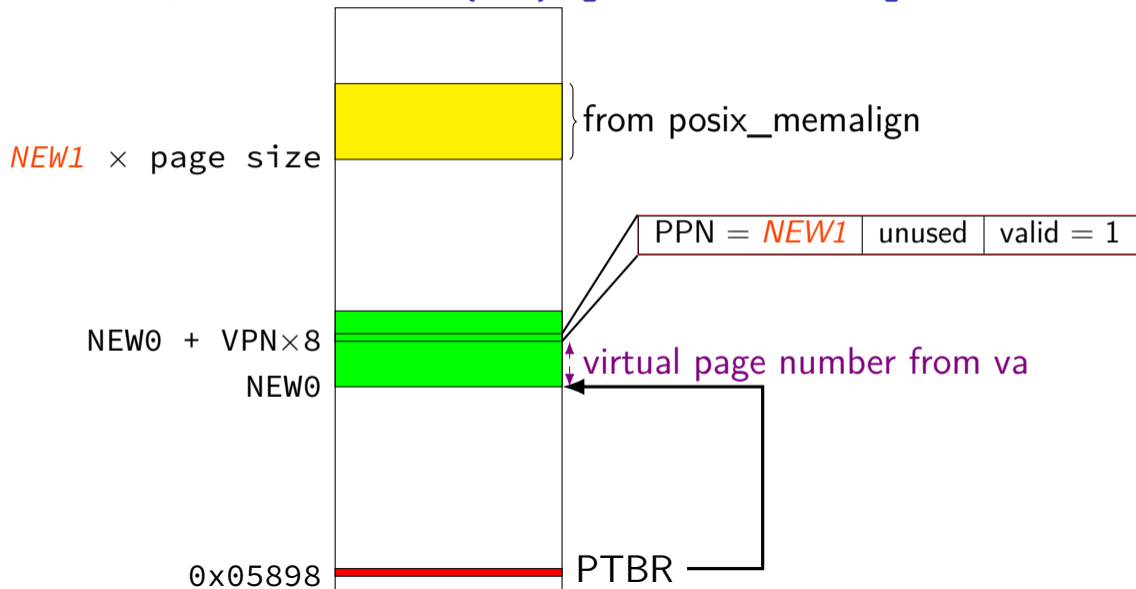 from posix_memalign
NEW1 × page size
PPN = NEW1 unused valid = 1
NEW0 + VPN×8
virtual page number from va
NEW0
PTBR
0x05898